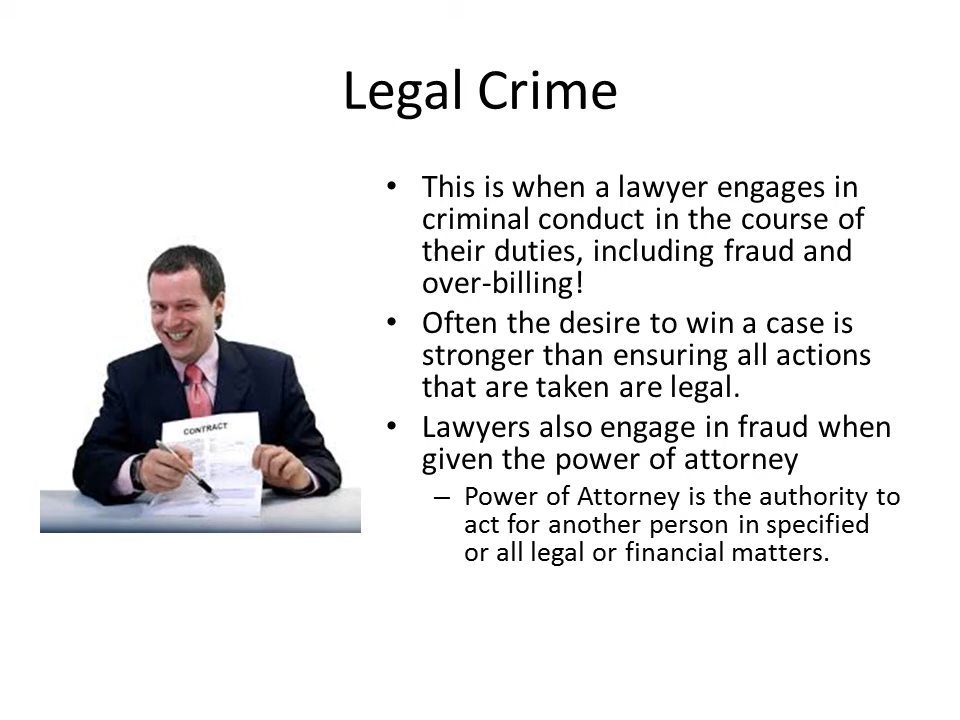 Legal Crime
• This is when a lawyer engages in
criminal conduct in the course of
their duties, including fraud and
over-billing!
• Often the desire to win a case is
stronger than ensuring all actions
that are taken are legal.
• Lawyers also engage in fraud when
given the power of attorney
– Power of Attorney is the authority to
act for another person in specified
or all legal or financial matters.
CONTRACT